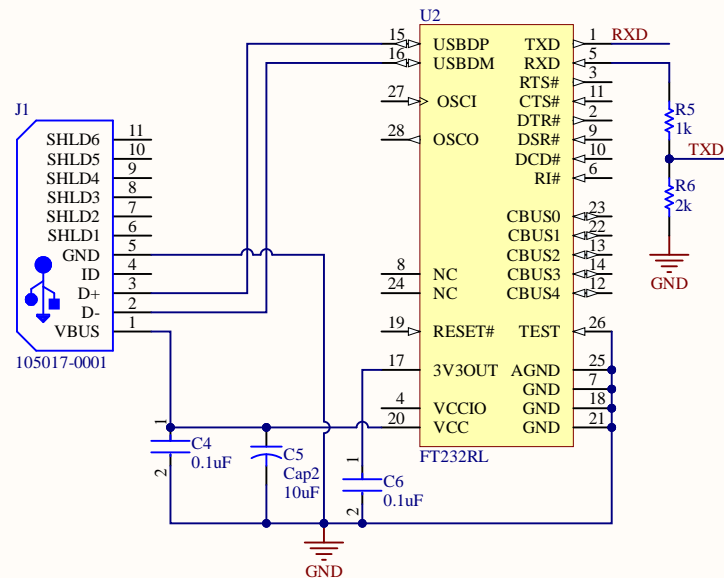 J1
SHLD6 11
SHLD5 10
SHLD4 9
SHLD3 8
SHLD2 7
SHLD1 6
GND 5
ID 4
D+ 3
D- 2
VBUS 1
105017-0001
1
C4
0.1uF
2
C5
Cap2
10uF
1
C6
0.1uF
2
GND
U2
15 USBDP
16 USBDM
27 OSCI
28 OSCO
8 NC
24 NC
19 RESET#
17 3V3OUT
4 VCCIO
20 VCC
TXD 1 RXD
RXD 5
RTS# 3
CTS# 11
DTR# 2
DSR# 9
DCD# 10
RI# 6
CBUS0 23
CBUS1 22
CBUS2 13
CBUS3 14
CBUS4 12
TEST 26
AGND 25
GND 7
GND 18
GND 21
FT232RL
R5
1k
TXD
R6
2k
GND